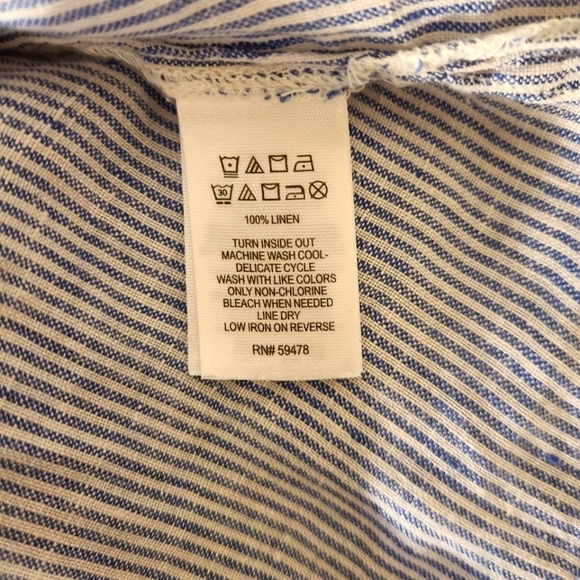 30
100% LINEN
TURN INSIDE OUT
MACHINE WASH COOL-
DELICATE CYCLE
WASH WITH LIKE COLORS
ONLY NON-CHLORINE
BLEACH WHEN NEEDED
LINE DRY
LOW IRON ON REVERSE
RN# 59478